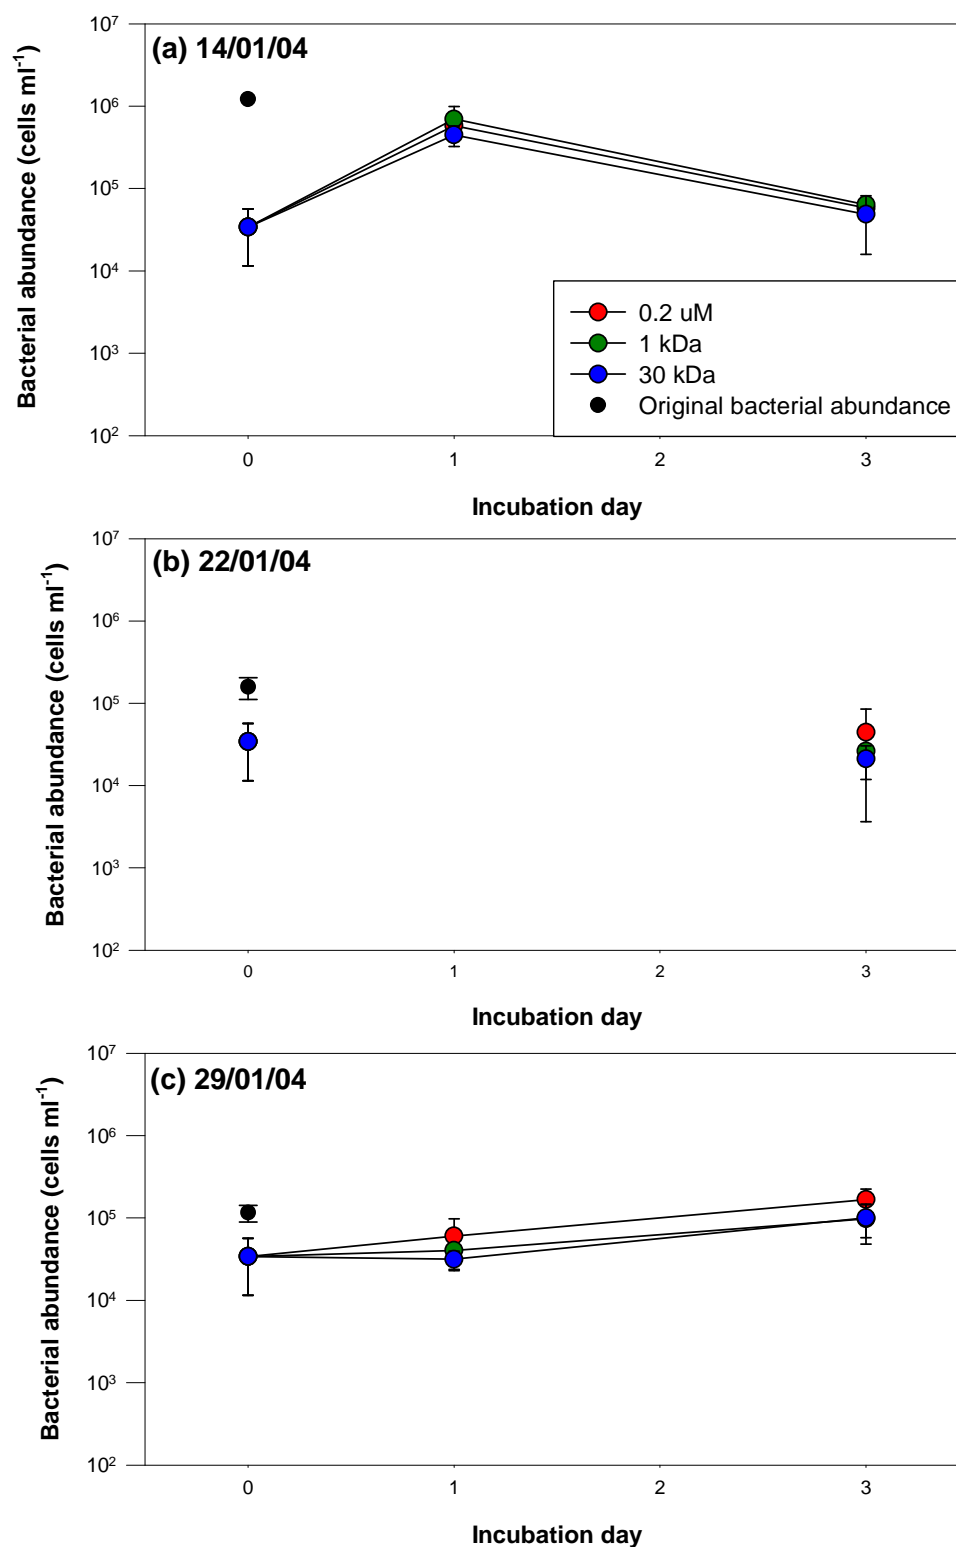 (a) 14/01/04
Bacterial abundance (cells ml⁻¹)
10⁷
10⁶
10⁵
10⁴
10³
10²
0.2 uM
1 kDa
30 kDa
Original bacterial abundance
0 1 2 3
Incubation day
(b) 22/01/04
Bacterial abundance (cells ml⁻¹)
10⁷
10⁶
10⁵
10⁴
10³
10²
0 1 2 3
Incubation day
(c) 29/01/04
Bacterial abundance (cells ml⁻¹)
10⁷
10⁶
10⁵
10⁴
10³
10²
0 1 2 3
Incubation day